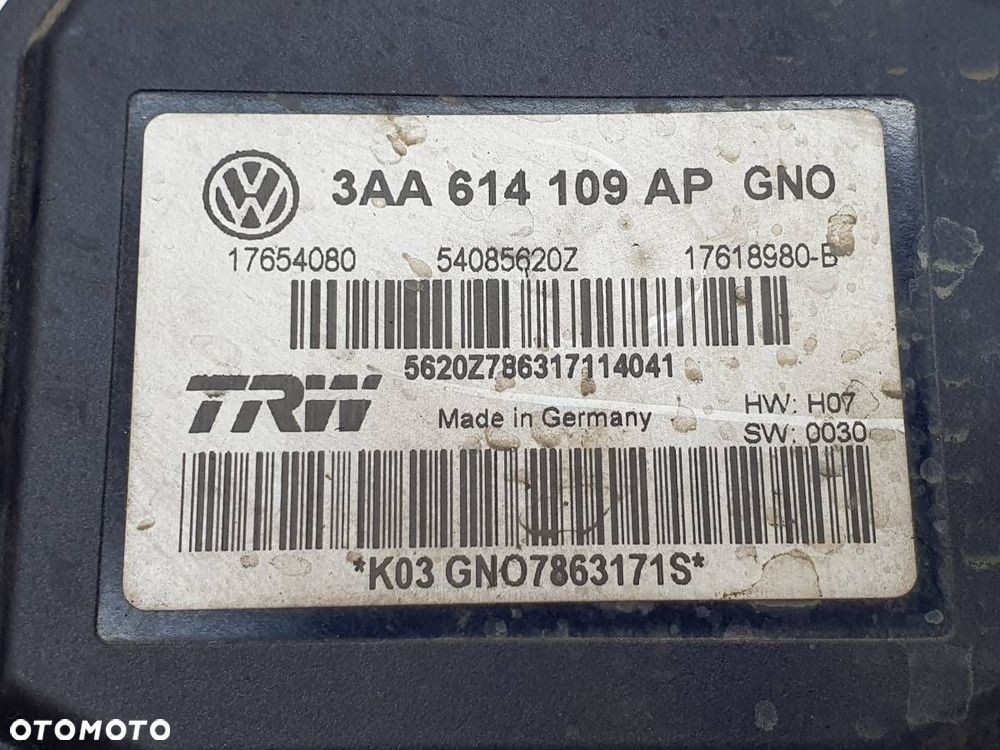 3AA 614 109 AP GNO
17654080 54085620Z 17618980-B
5620Z786317114041
TRW Made in Germany HW: H07
SW: 0030
*K03 GNO7863171S*
OTOMOTO